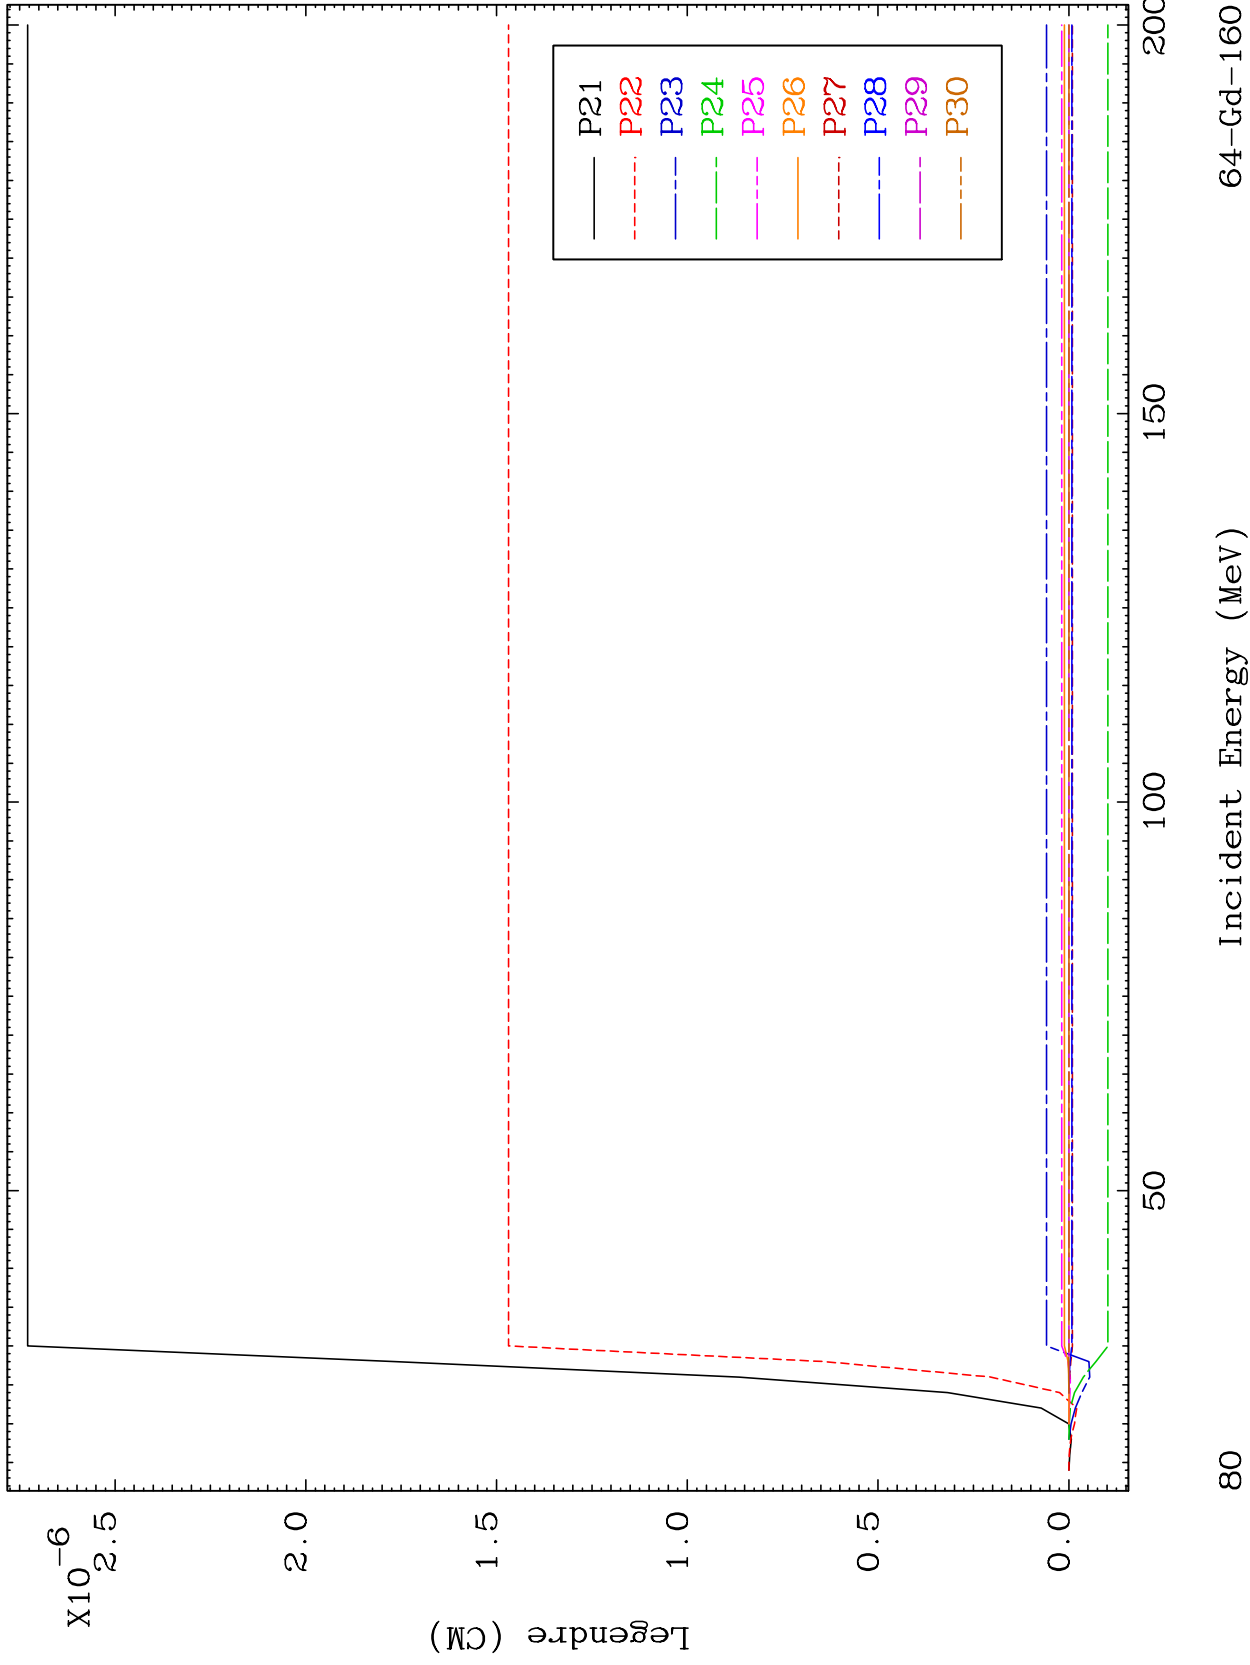 X10-6
2.5
2.0
1.5
1.0
0.5
0.0
Legendre (CM)
P21
P22
P23
P24
P25
P26
P27
P28
P29
P30
50
100
150
200
Incident Energy (MeV)
80
64-Gd-160